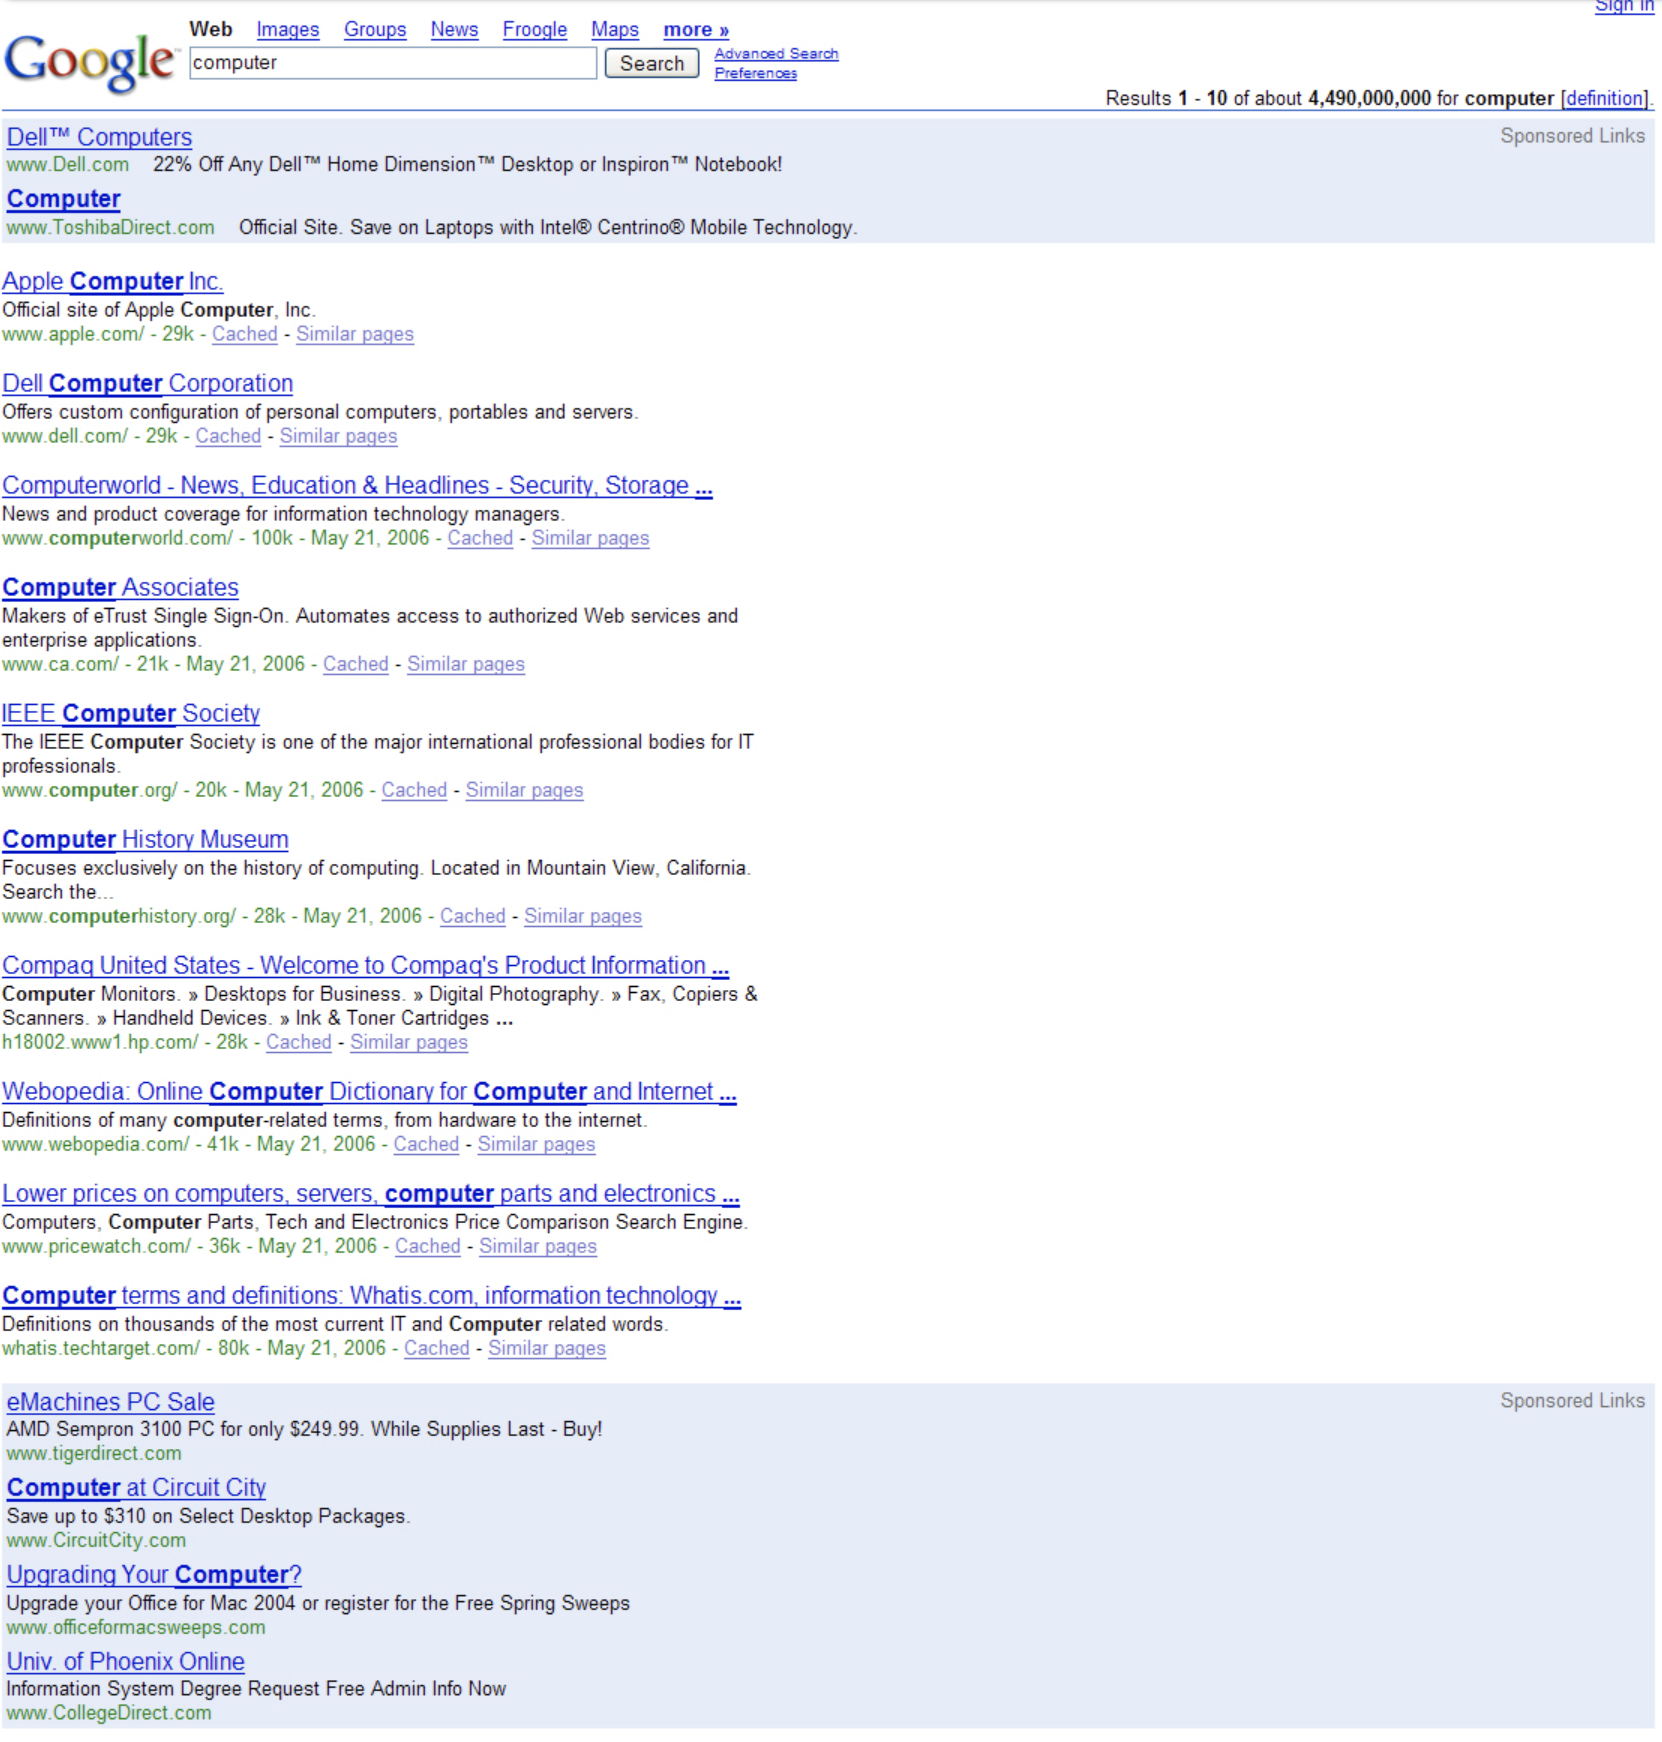 Sign in
Web Images Groups News Froogle Maps more »
Google™
computer Search Advanced Search
Preferences
Results 1 - 10 of about 4,490,000,000 for computer [definition].
Dell™ Computers Sponsored Links
www.Dell.com 22% Off Any Dell™ Home Dimension™ Desktop or Inspiron™ Notebook!
Computer
www.ToshibaDirect.com Official Site. Save on Laptops with Intel® Centrino® Mobile Technology.
Apple Computer Inc.
Official site of Apple Computer, Inc.
www.apple.com/ - 29k - Cached - Similar pages
Dell Computer Corporation
Offers custom configuration of personal computers, portables and servers.
www.dell.com/ - 29k - Cached - Similar pages
Computerworld - News, Education & Headlines - Security, Storage ...
News and product coverage for information technology managers.
www.computerworld.com/ - 100k - May 21, 2006 - Cached - Similar pages
Computer Associates
Makers of eTrust Single Sign-On. Automates access to authorized Web services and
enterprise applications.
www.ca.com/ - 21k - May 21, 2006 - Cached - Similar pages
IEEE Computer Society
The IEEE Computer Society is one of the major international professional bodies for IT
professionals.
www.computer.org/ - 20k - May 21, 2006 - Cached - Similar pages
Computer History Museum
Focuses exclusively on the history of computing. Located in Mountain View, California.
Search the...
www.computerhistory.org/ - 28k - May 21, 2006 - Cached - Similar pages
Compaq United States - Welcome to Compaq's Product Information ...
Computer Monitors. » Desktops for Business. » Digital Photography. » Fax, Copiers &
Scanners. » Handheld Devices. » Ink & Toner Cartridges ...
h18002.www1.hp.com/ - 28k - Cached - Similar pages
Webopedia: Online Computer Dictionary for Computer and Internet ...
Definitions of many computer-related terms, from hardware to the internet.
www.webopedia.com/ - 41k - May 21, 2006 - Cached - Similar pages
Lower prices on computers, servers, computer parts and electronics ...
Computers, Computer Parts, Tech and Electronics Price Comparison Search Engine.
www.pricewatch.com/ - 36k - May 21, 2006 - Cached - Similar pages
Computer terms and definitions: Whatis.com, information technology ...
Definitions on thousands of the most current IT and Computer related words.
whatis.techtarget.com/ - 80k - May 21, 2006 - Cached - Similar pages
eMachines PC Sale Sponsored Links
AMD Sempron 3100 PC for only $249.99. While Supplies Last - Buy!
www.tigerdirect.com
Computer at Circuit City
Save up to $310 on Select Desktop Packages.
www.CircuitCity.com
Upgrading Your Computer?
Upgrade your Office for Mac 2004 or register for the Free Spring Sweeps
www.officeformacsweeps.com
Univ. of Phoenix Online
Information System Degree Request Free Admin Info Now
www.CollegeDirect.com